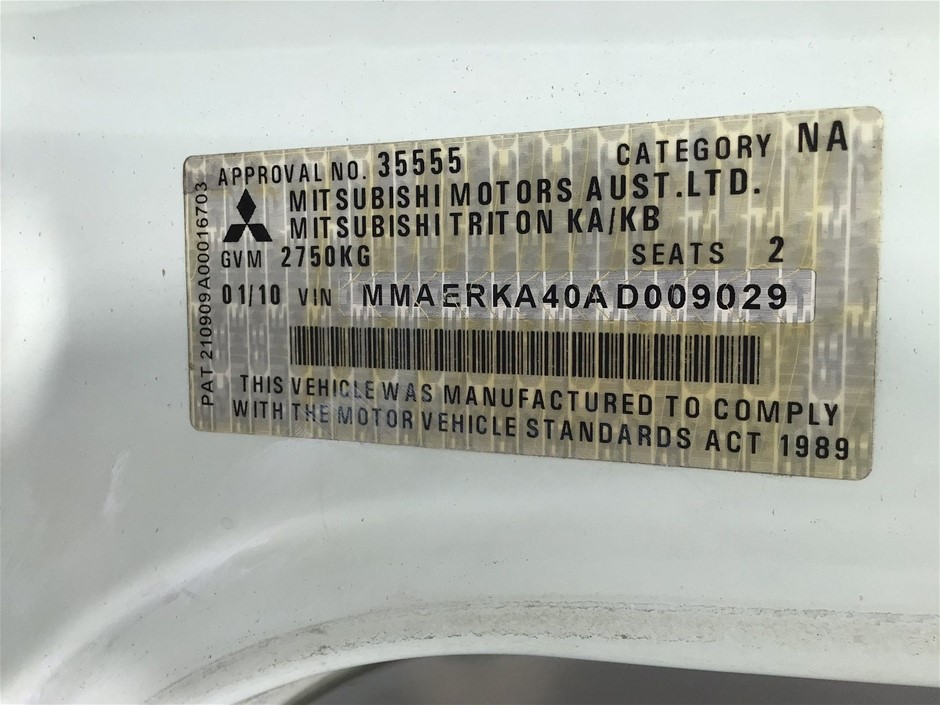 APPROVAL NO. 35555 CATEGORY NA
MITSUBISHI MOTORS AUST.LTD.
MITSUBISHI TRITON KA/KB
GVM 2750KG SEATS 2
01/10 VIN MMAERKA40AD009029
THIS VEHICLE WAS MANUFACTURED TO COMPLY
WITH THE MOTOR VEHICLE STANDARDS ACT 1989
PAT 210909A00016703